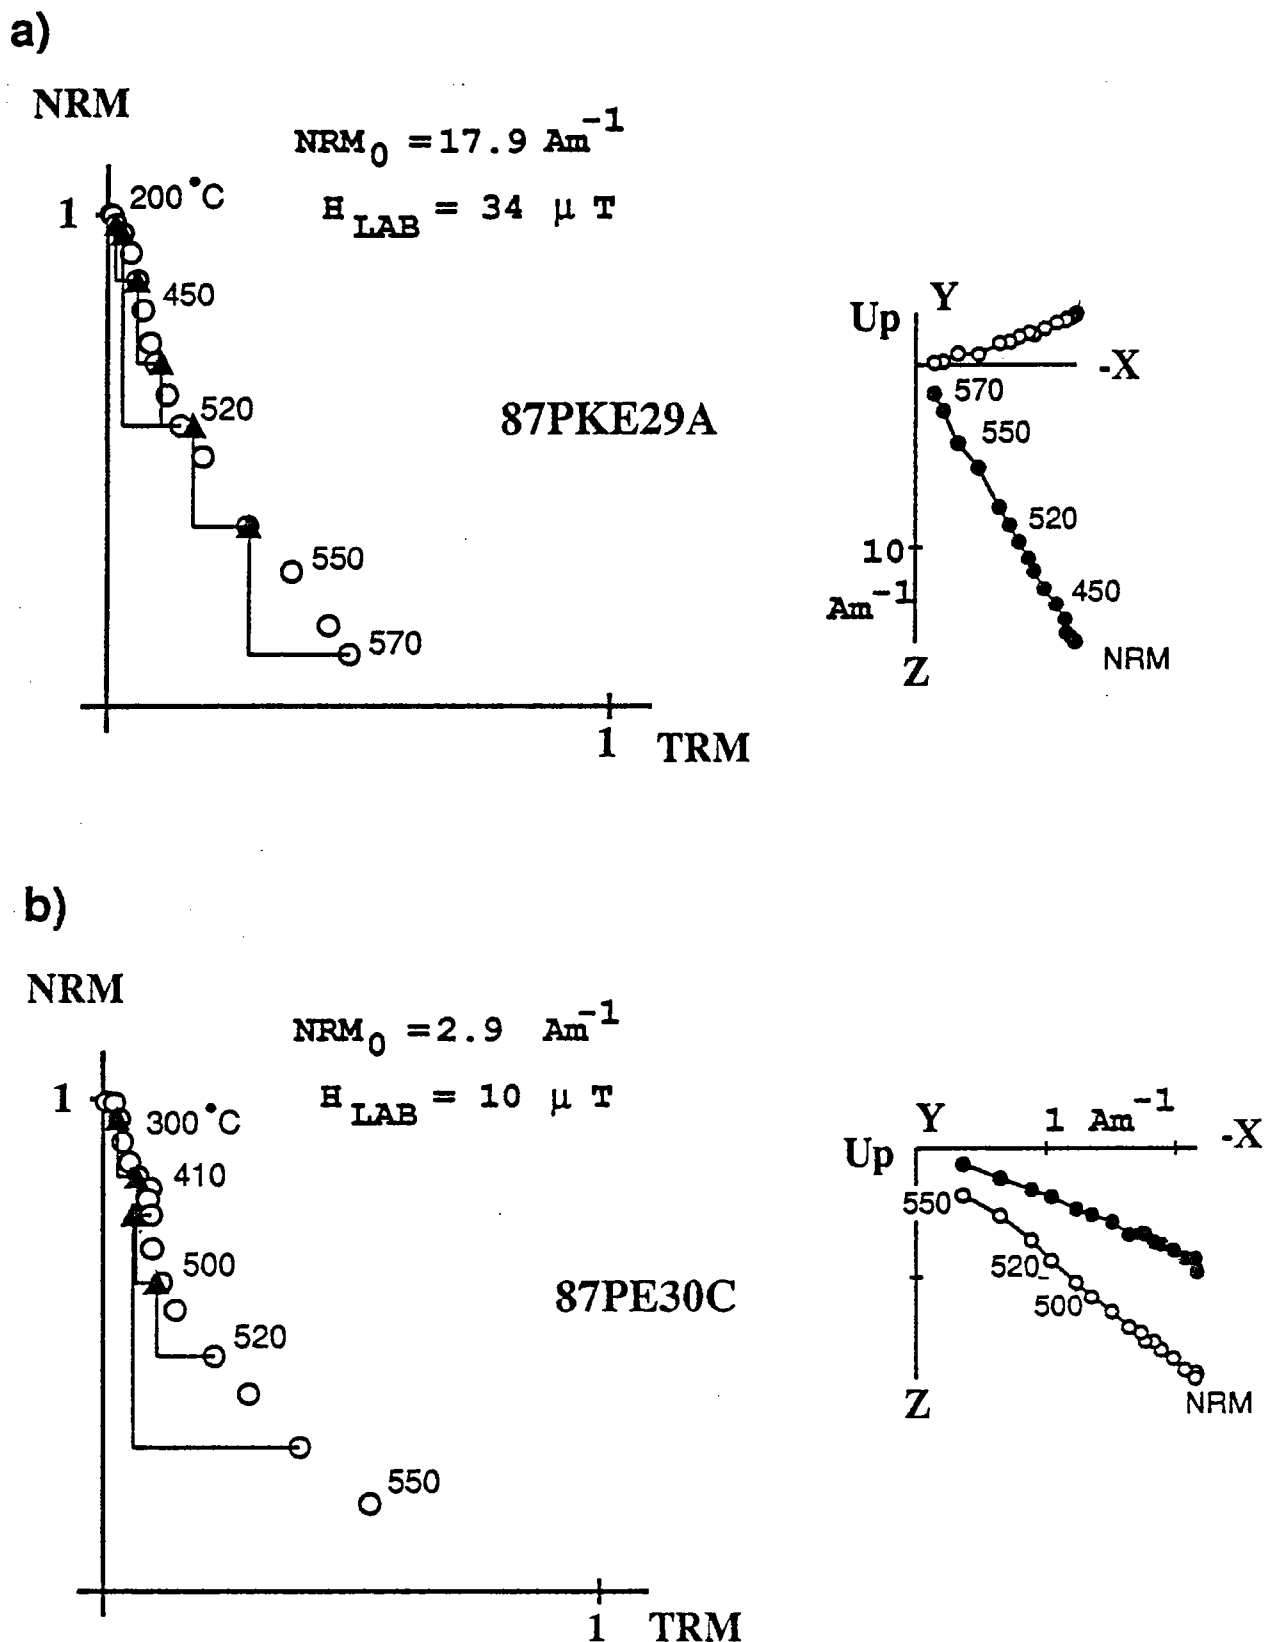 a)
NRM
NRM0 =17.9 Am-1
HLAB = 34 μ T
1
200°C
450
520
550
570
1
TRM
87PKE29A
Y
Up
-X
570
550
520
10
Am-1
450
Z
NRM
b)
NRM
NRM0 =2.9 Am-1
HLAB = 10 μ T
1
300°C
410
500
520
550
1
TRM
87PE30C
Y
1 Am-1
-X
Up
550
520
500
Z
NRM